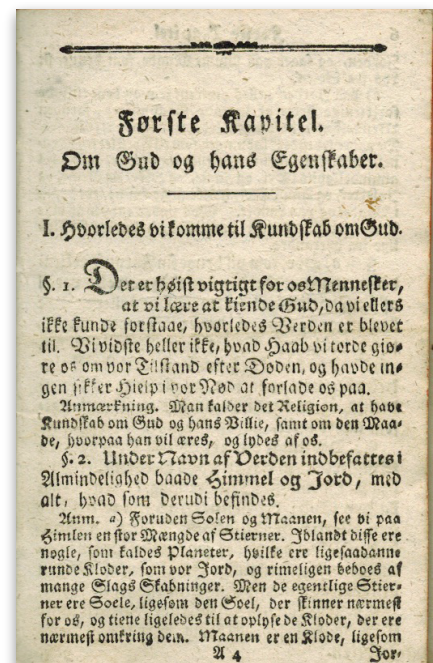 Første Kapitel.
Om Gud og hans Egenskaber.
I. Hvorledes vi komme til Kundskab om Gud.
§. 1. Det er høist vigtigt for os Mennesker,
at vi lære at kiende Gud, da vi ellers
ikke kunde forstaae, hvorledes Verden er blevet
til. Vi vidste heller ikke, hvad Haab vi torde giø-
re os om vor Tilstand efter Døden, og havde in-
gen sikker Hielp i vor Nød at forlade os paa.
Anmærkning. Man kalder det Religion, at have
Kundskab om Gud og hans Villie, samt om den Maa-
de, hvorpaa han vil æres, og lydes af os.
§. 2. Under Navn af Verden indbefattes i
Almindelighed baade Himmel og Jord, med
alt, hvad som derudi befindes.
Anm. a) Foruden Solen og Maanen, see vi paa
Himlen en stor Mængde af Stierner. Iblandt disse ere
nogle, som kaldes Planeter, hvilke ere ligesaadanne
runde Kloder, som vor Jord, og rimeligen beboes af
mange Slags Skabninger. Men de egentlige Stier-
ner ere Soele, ligesom den Soel, der skinner nærmest
for os, og tiene ligeledes til at oplyse de Kloder, der ere
nærmest omkring dem. Maanen er en Klode, ligesom
A 4 Jor-